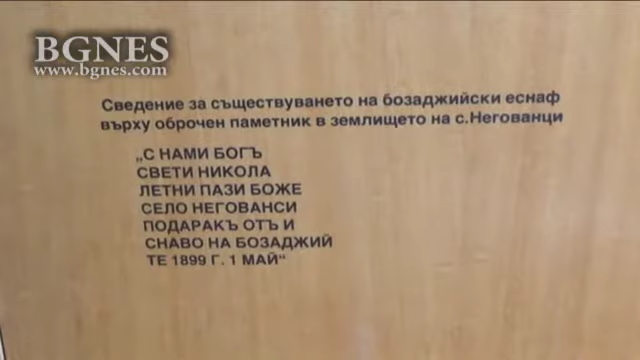 BGNES
www.bgnes.com
Сведение за съществуването на бозаджийски еснаф
върху оброчен паметник в землището на с.Негованци
„С НАМИ БОГЪ
СВЕТИ НИКОЛА
ЛЕТНИ ПАЗИ БОЖЕ
СЕЛО НЕГОВАНСИ
ПОДАРАКЪ ОТЪ И
СНАВО НА БОЗАДЖИЙ
ТЕ 1899 Г. 1 МАЙ“